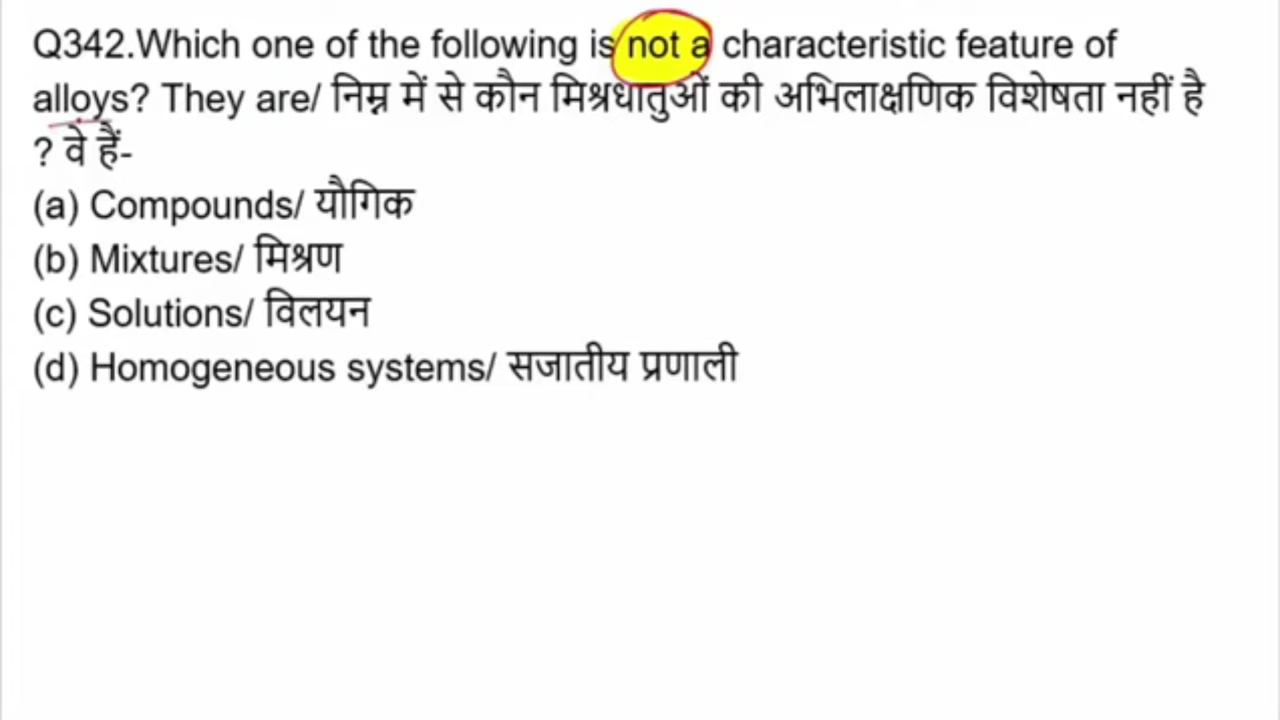 Q342.Which one of the following is not a characteristic feature of
alloys? They are/ निम्न में से कौन मिश्रधातुओं की अभिलाक्षणिक विशेषता नहीं है
? वे हैं-
(a) Compounds/ यौगिक
(b) Mixtures/ मिश्रण
(c) Solutions/ विलयन
(d) Homogeneous systems/ सजातीय प्रणाली